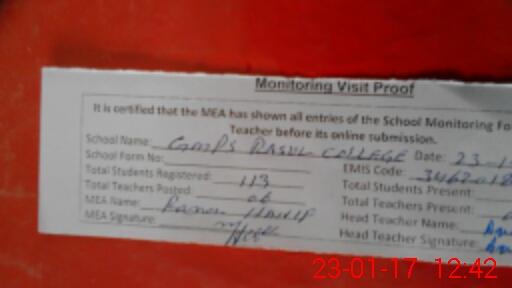 Monitoring Visit Proof
It is certified that the MEA has shown all entries of the School Monitoring Fo
Teacher before its online submission.
School Name: GMPS RASUL COLLEGE Date: 23-1
School Form No: EMIS Code: 3462018
Total Students Registered: 113 Total Students Present:
Total Teachers Posted: 06 Total Teachers Present:
MEA Name: HANIF Head Teacher Name:
MEA Signature: Head Teacher Signature:
23-01-17 12:42